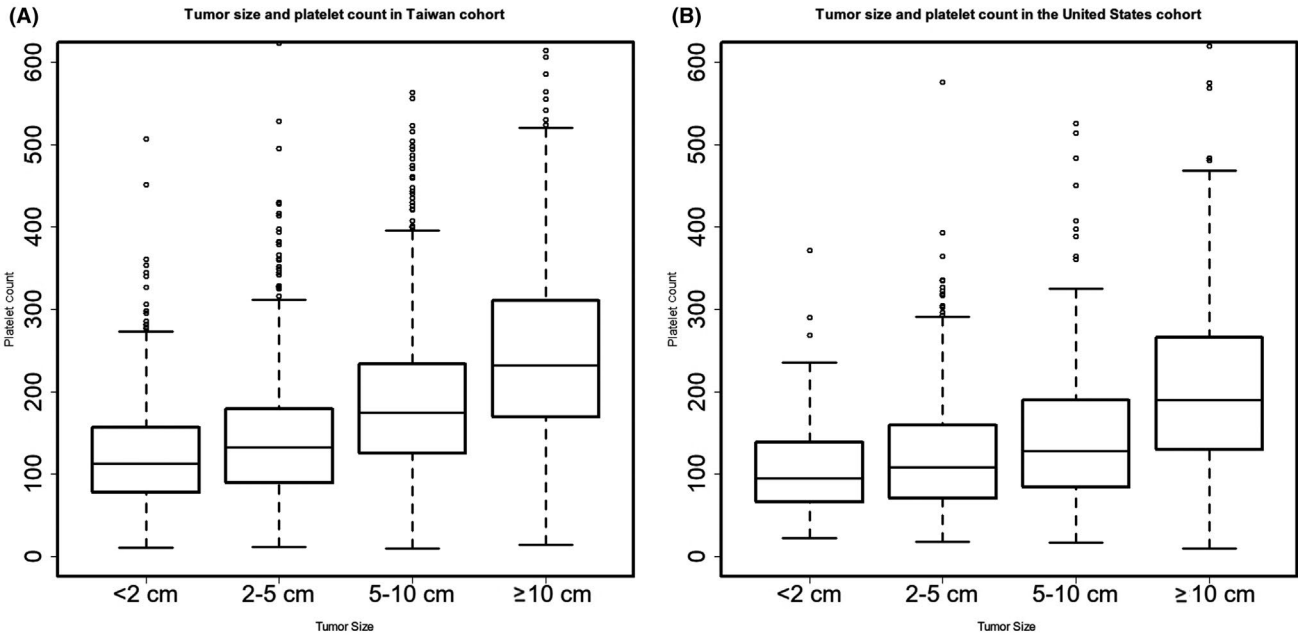 (A)
Tumor size and platelet count in Taiwan cohort
600
500
400
300
200
100
0
Platelet count
<2 cm
2-5 cm
5-10 cm
≥10 cm
Tumor Size
(B)
Tumor size and platelet count in the United States cohort
600
500
400
300
200
100
0
Platelet count
<2 cm
2-5 cm
5-10 cm
≥10 cm
Tumor Size